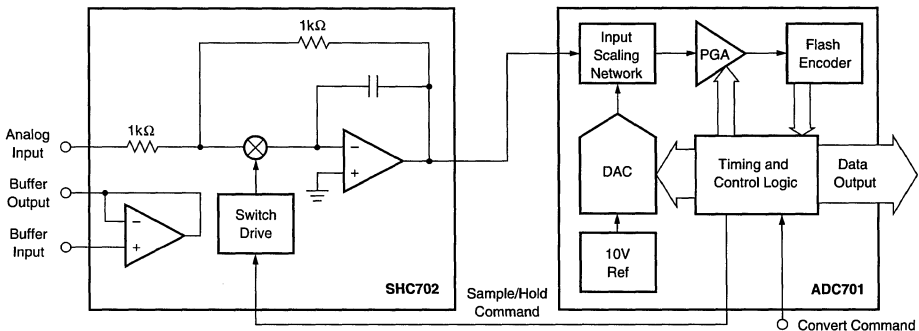 1kΩ
1kΩ
Analog
Input
Buffer
Output
Buffer
Input
−
+
−
+
Switch
Drive
SHC702
Sample/Hold
Command
Input
Scaling
Network
PGA
Flash
Encoder
DAC
Timing and
Control Logic
Data
Output
10V
Ref
ADC701
Convert Command